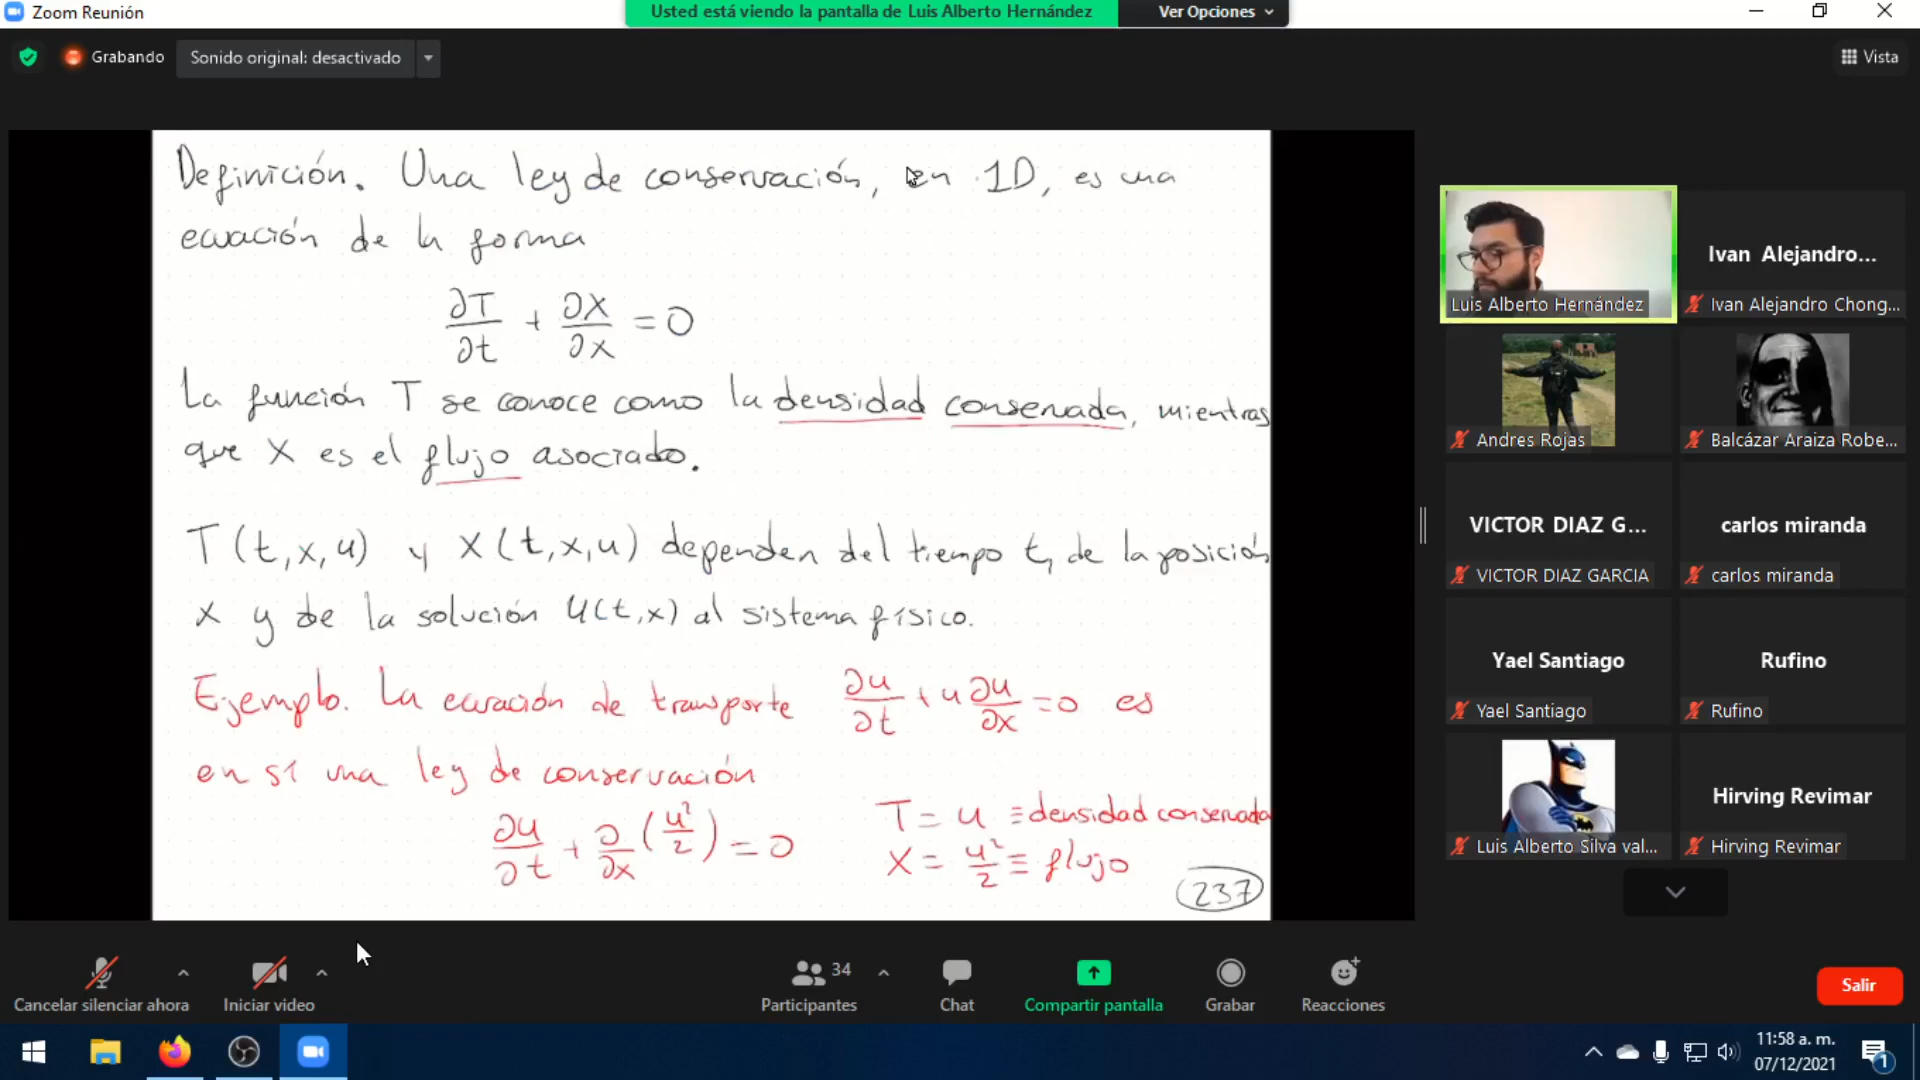 Zoom Reunión
Usted está viendo la pantalla de Luis Alberto Hernández
Ver Opciones
Grabando
Sonido original: desactivado
Vista
Definición. Una ley de conservación, en 1D, es una
ecuación de la forma
∂T/∂t + ∂X/∂x = 0
La función T se conoce como la densidad conservada, mientras
que X es el flujo asociado.
T(t,x,u) y X(t,x,u) dependen del tiempo t, de la posición
x y de la solución u(t,x) al sistema físico.
Ejemplo. La ecuación de transporte ∂u/∂t + u ∂u/∂x = 0 es
en sí una ley de conservación
∂u/∂t + ∂/∂x (u²/2) = 0
T = u ≡ densidad conservada
X = u²/2 ≡ flujo
237
Luis Alberto Hernández
Ivan Alejandro...
Ivan Alejandro Chong...
Andres Rojas
Balcázar Araiza Robe...
VICTOR DIAZ G...
VICTOR DIAZ GARCIA
carlos miranda
carlos miranda
Yael Santiago
Yael Santiago
Rufino
Rufino
Luis Alberto Silva val...
Hirving Revimar
Hirving Revimar
Cancelar silenciar ahora
Iniciar video
34
Participantes
Chat
Compartir pantalla
Grabar
Reacciones
Salir
11:58 a. m.
07/12/2021
1